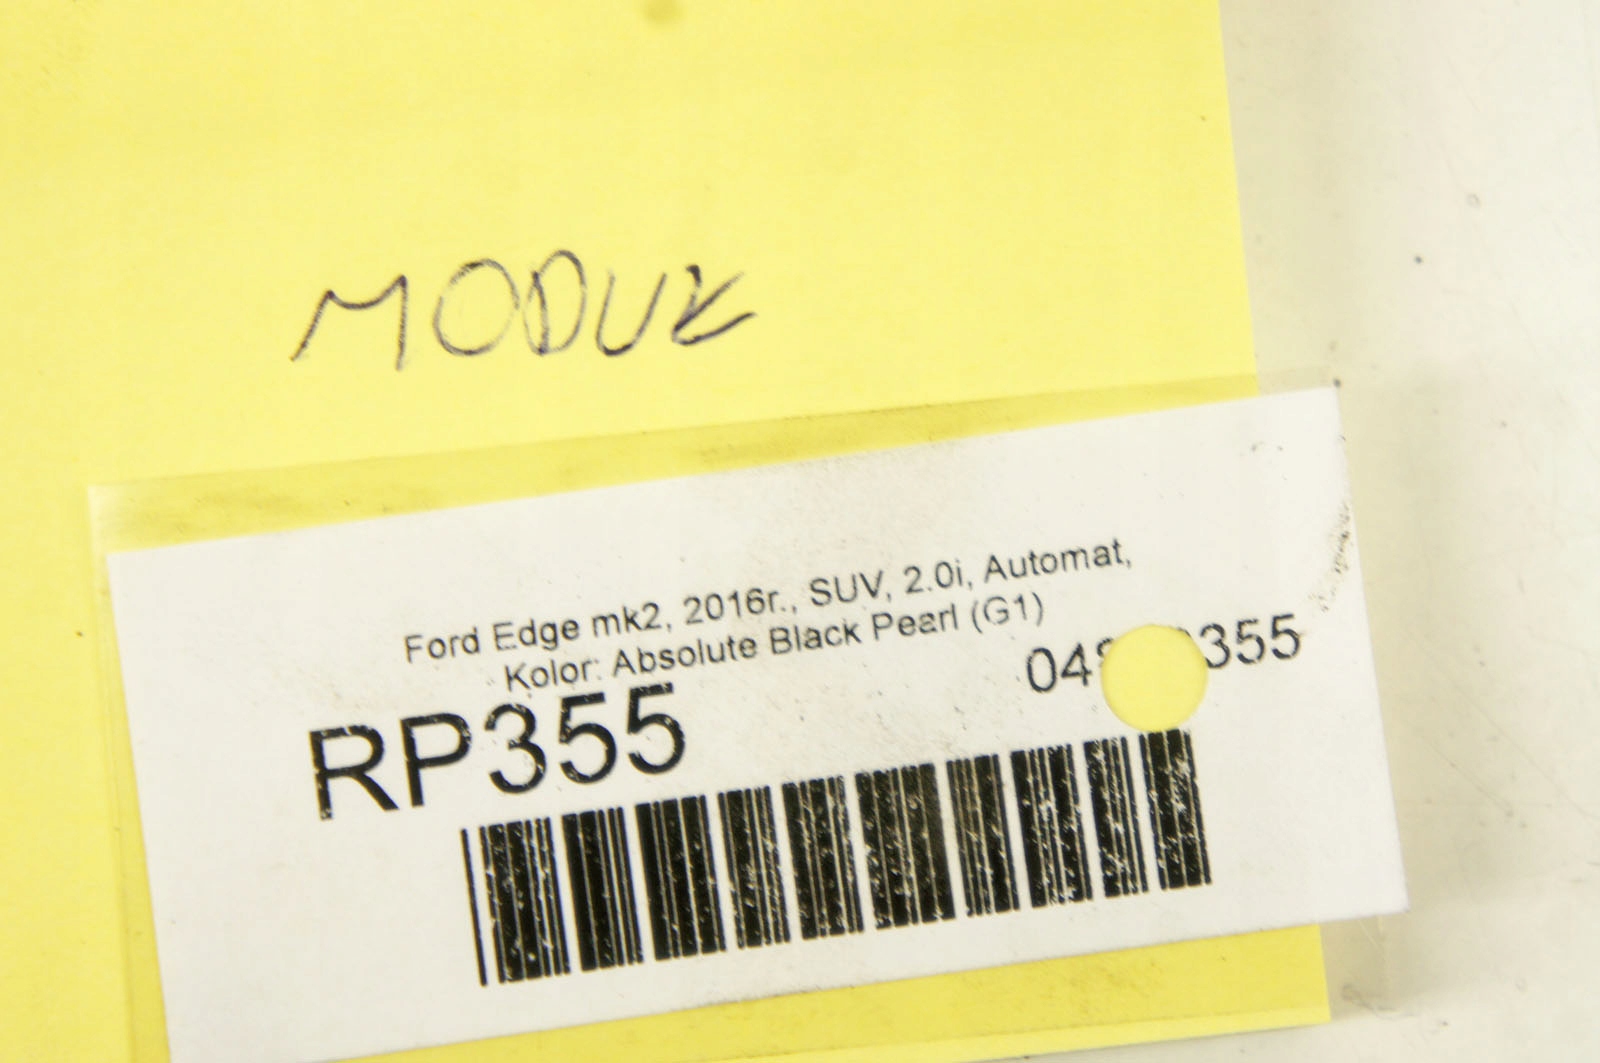 MODUŁ
Ford Edge mk2, 2016r., SUV, 2.0i, Automat,
Kolor: Absolute Black Pearl (G1)
RP355